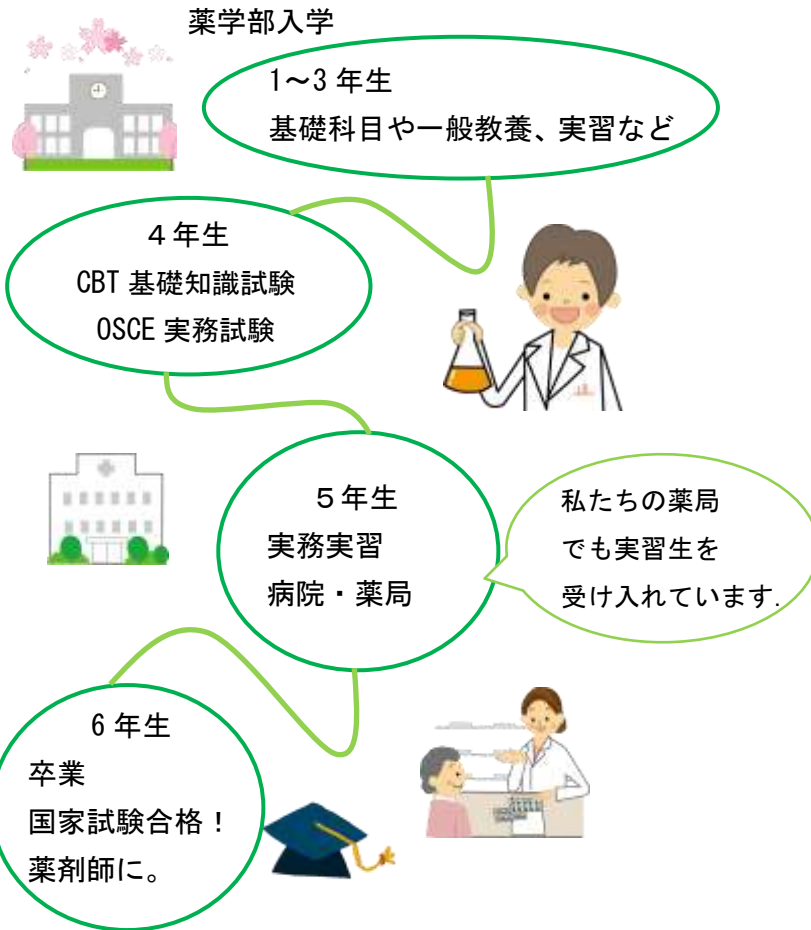 薬学部入学
1～3年生
基礎科目や一般教養、実習など
４年生
CBT 基礎知識試験
OSCE 実務試験
５年生
実務実習
病院・薬局
私たちの薬局
でも実習生を
受け入れています.
6年生
卒業
国家試験合格！
薬剤師に。